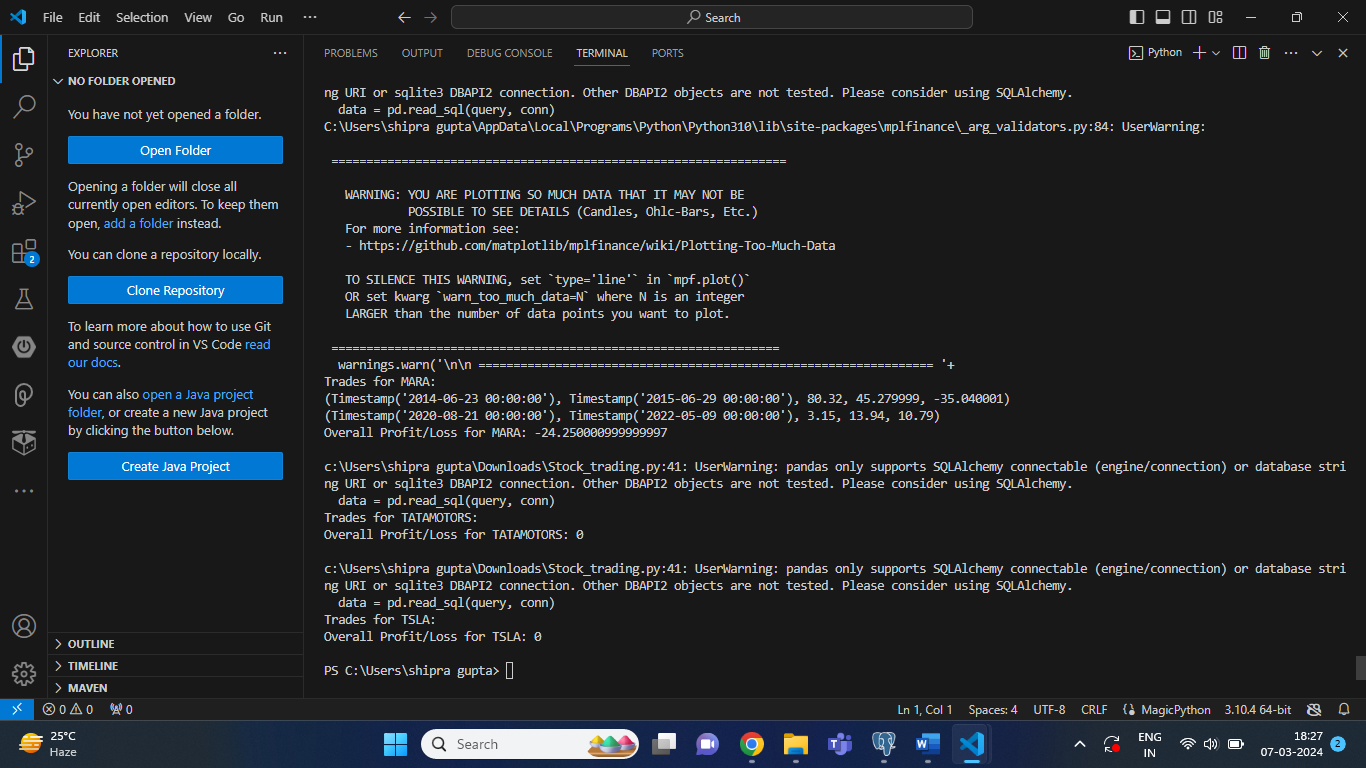 File Edit Selection View Go Run ···
Search
EXPLORER
NO FOLDER OPENED
You have not yet opened a folder.
Open Folder
Opening a folder will close all
currently open editors. To keep them
open, add a folder instead.
You can clone a repository locally.
Clone Repository
To learn more about how to use Git
and source control in VS Code read
our docs.
You can also open a Java project
folder, or create a new Java project
by clicking the button below.
Create Java Project
OUTLINE
TIMELINE
MAVEN
2
PROBLEMS OUTPUT DEBUG CONSOLE TERMINAL PORTS
Python
ng URI or sqlite3 DBAPI2 connection. Other DBAPI2 objects are not tested. Please consider using SQLAlchemy.
data = pd.read_sql(query, conn)
C:\Users\shipra gupta\AppData\Local\Programs\Python\Python310\lib\site-packages\mplfinance\_arg_validators.py:84: UserWarning:
=================================================================
WARNING: YOU ARE PLOTTING SO MUCH DATA THAT IT MAY NOT BE
POSSIBLE TO SEE DETAILS (Candles, Ohlc-Bars, Etc.)
For more information see:
- https://github.com/matplotlib/mplfinance/wiki/Plotting-Too-Much-Data
TO SILENCE THIS WARNING, set `type='line'` in `mpf.plot()`
OR set kwarg `warn_too_much_data=N` where N is an integer
LARGER than the number of data points you want to plot.
================================================================
warnings.warn('\n\n ================================================================= '+
Trades for MARA:
(Timestamp('2014-06-23 00:00:00'), Timestamp('2015-06-29 00:00:00'), 80.32, 45.279999, -35.040001)
(Timestamp('2020-08-21 00:00:00'), Timestamp('2022-05-09 00:00:00'), 3.15, 13.94, 10.79)
Overall Profit/Loss for MARA: -24.250000999999997
c:\Users\shipra gupta\Downloads\Stock_trading.py:41: UserWarning: pandas only supports SQLAlchemy connectable (engine/connection) or database stri
ng URI or sqlite3 DBAPI2 connection. Other DBAPI2 objects are not tested. Please consider using SQLAlchemy.
data = pd.read_sql(query, conn)
Trades for TATAMOTORS:
Overall Profit/Loss for TATAMOTORS: 0
c:\Users\shipra gupta\Downloads\Stock_trading.py:41: UserWarning: pandas only supports SQLAlchemy connectable (engine/connection) or database stri
ng URI or sqlite3 DBAPI2 connection. Other DBAPI2 objects are not tested. Please consider using SQLAlchemy.
data = pd.read_sql(query, conn)
Trades for TSLA:
Overall Profit/Loss for TSLA: 0
PS C:\Users\shipra gupta>
0 0 0
Ln 1, Col 1 Spaces: 4 UTF-8 CRLF MagicPython 3.10.4 64-bit
25°C
Haze
Search
ENG
IN
18:27
07-03-2024
2